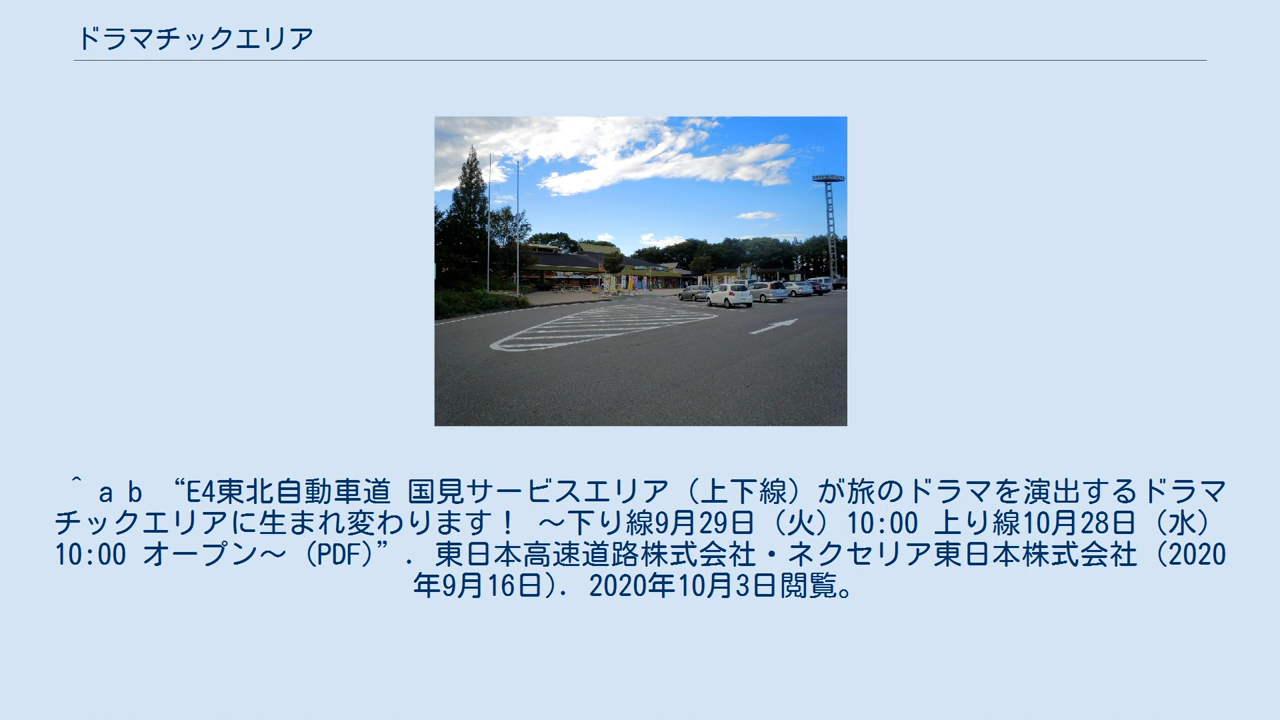 ドラマチックエリア
^ a b “E4東北自動車道 国見サービスエリア（上下線）が旅のドラマを演出するドラマ
チックエリアに生まれ変わります！ ～下り線9月29日（火）10:00 上り線10月28日（水）
10:00 オープン～（PDF）”. 東日本高速道路株式会社・ネクセリア東日本株式会社（2020
年9月16日）. 2020年10月3日閲覧。